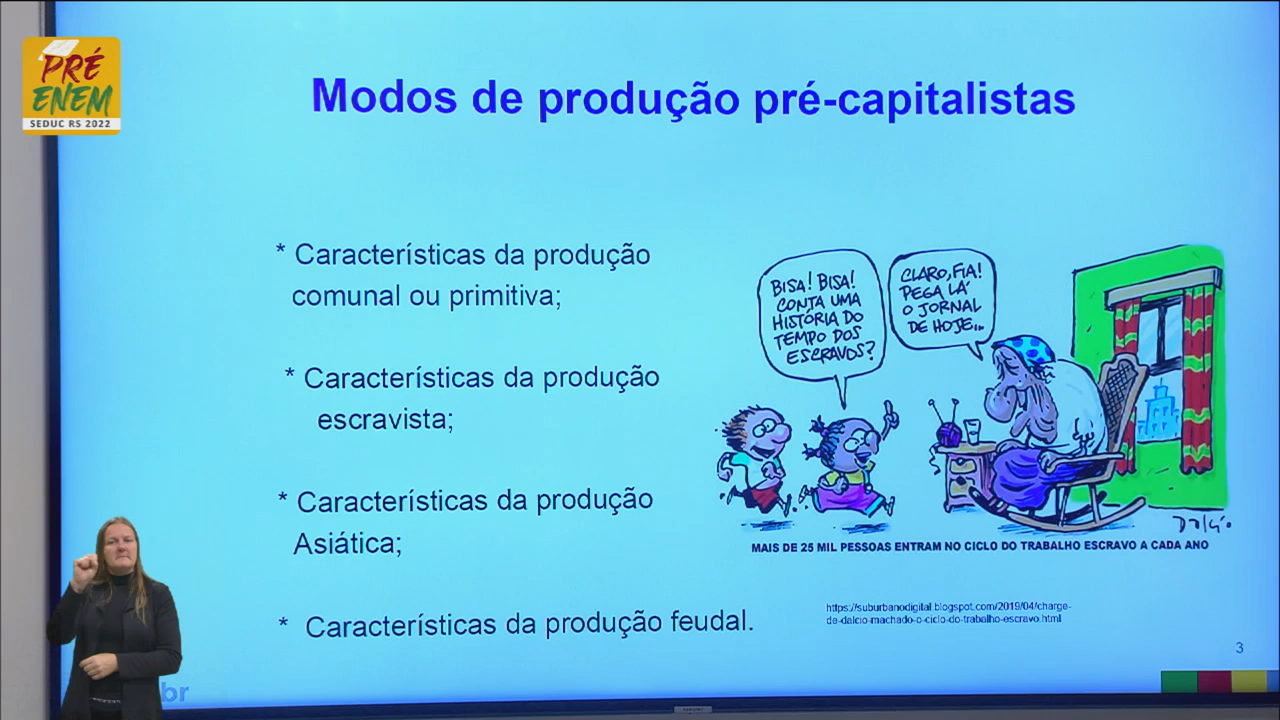 PRÉ
ENEM
SEDUC RS 2022
Modos de produção pré-capitalistas
* Características da produção
comunal ou primitiva;
* Características da produção
escravista;
* Características da produção
Asiática;
* Características da produção feudal.
BISA! BISA!
CONTA UMA
HISTÓRIA DO
TEMPO DOS
ESCRAVOS?
CLARO, FIA!
PEGA LÁ
O JORNAL
DE HOJE...
DALCIO
MAIS DE 25 MIL PESSOAS ENTRAM NO CICLO DO TRABALHO ESCRAVO A CADA ANO
https://suburbanodigital.blogspot.com/2019/04/charge-
de-dalcio-machado-o-ciclo-do-trabalho-escravo.html
3
br